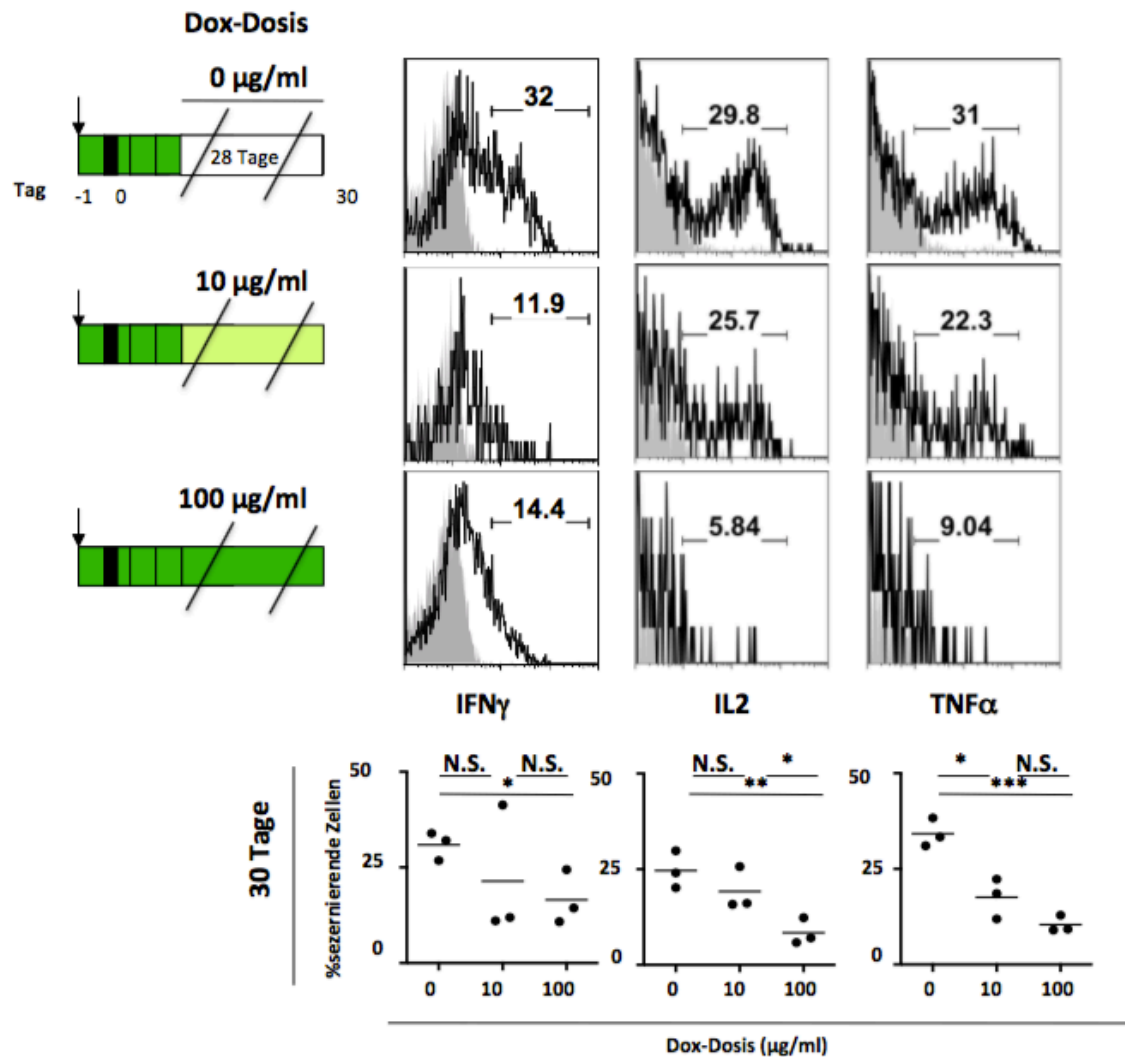 Dox-Dosis
0 µg/ml
28 Tage
Tag
-1 0 30
32 29.8 31
10 µg/ml
11.9 25.7 22.3
100 µg/ml
14.4 5.84 9.04
IFNγ IL2 TNFα
30 Tage
%sezernierende Zellen
50
25
0
N.S. N.S.
*
0 10 100
50
25
0
N.S. *
**
0 10 100
50
25
0
* N.S.
***
0 10 100
Dox-Dosis (µg/ml)